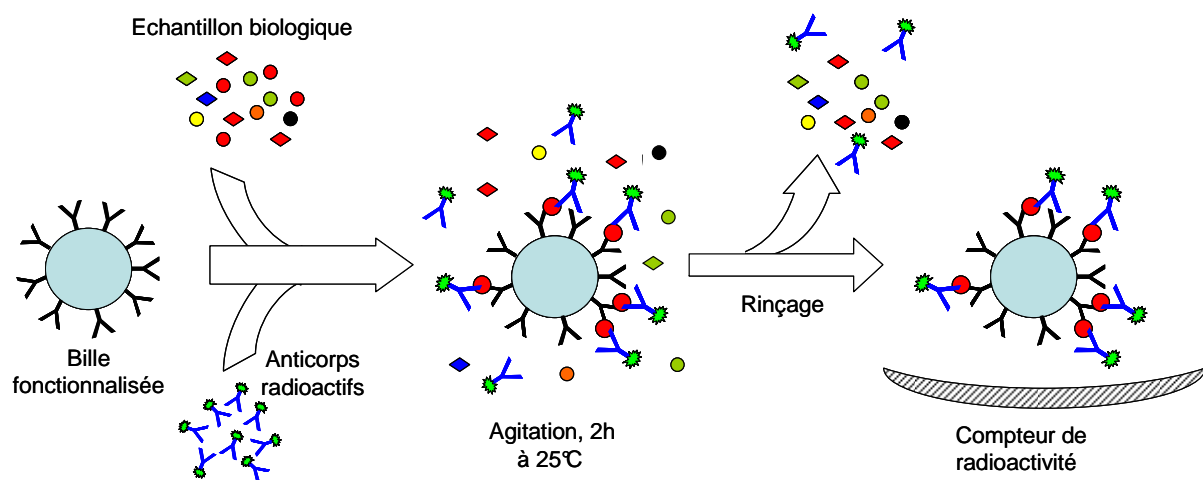 Echantillon biologique
Bille
fonctionnalisée
Anticorps
radioactifs
Agitation, 2h
à 25°C
Rinçage
Compteur de
radioactivité